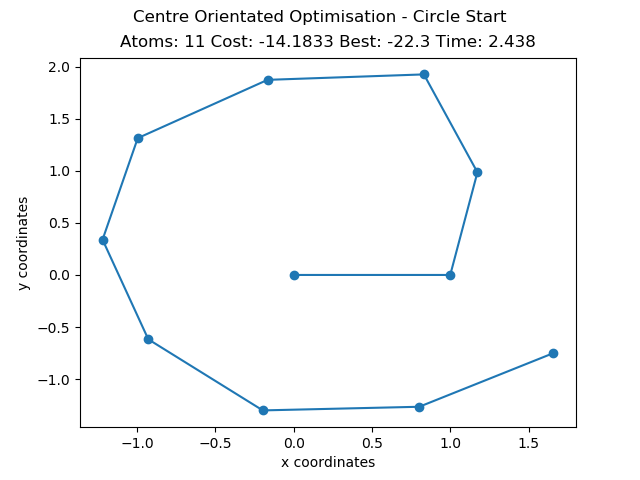 Centre Orientated Optimisation - Circle Start
Atoms: 11 Cost: -14.1833 Best: -22.3 Time: 2.438
2.0
1.5
1.0
0.5
0.0
−0.5
−1.0
y coordinates
−1.0 −0.5 0.0 0.5 1.0 1.5
x coordinates